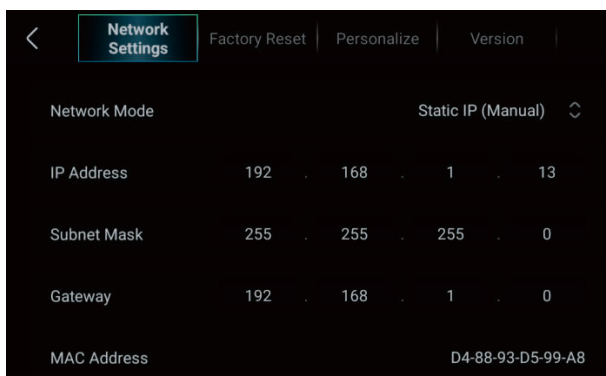 Network Settings
Factory Reset
Personalize
Version
Network Mode Static IP (Manual)
IP Address 192 . 168 . 1 . 13
Subnet Mask 255 . 255 . 255 . 0
Gateway 192 . 168 . 1 . 0
MAC Address D4-88-93-D5-99-A8